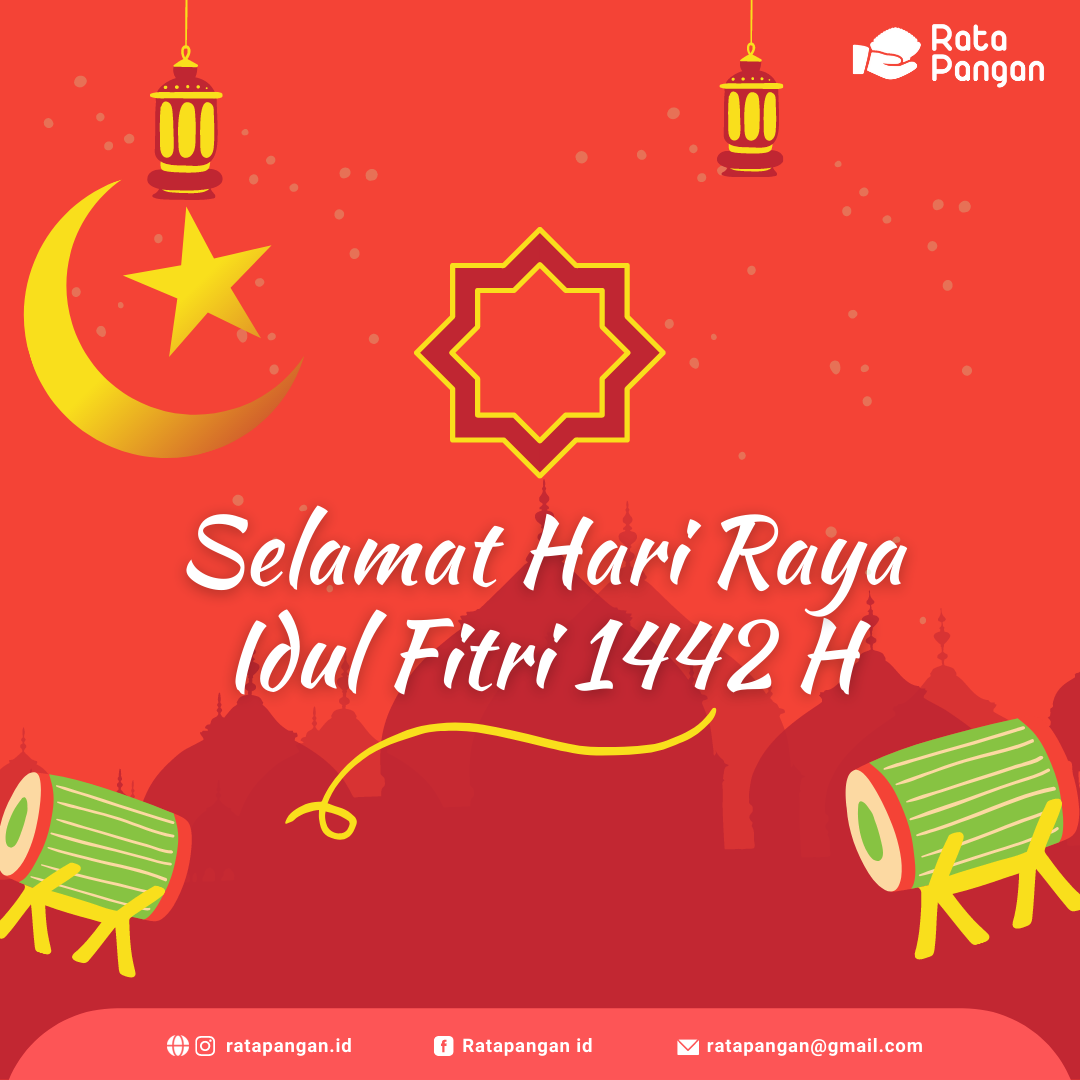 Rata
Pangan
Selamat Hari Raya
Idul Fitri 1442 H
ratapangan.id
Ratapangan id
ratapangan@gmail.com